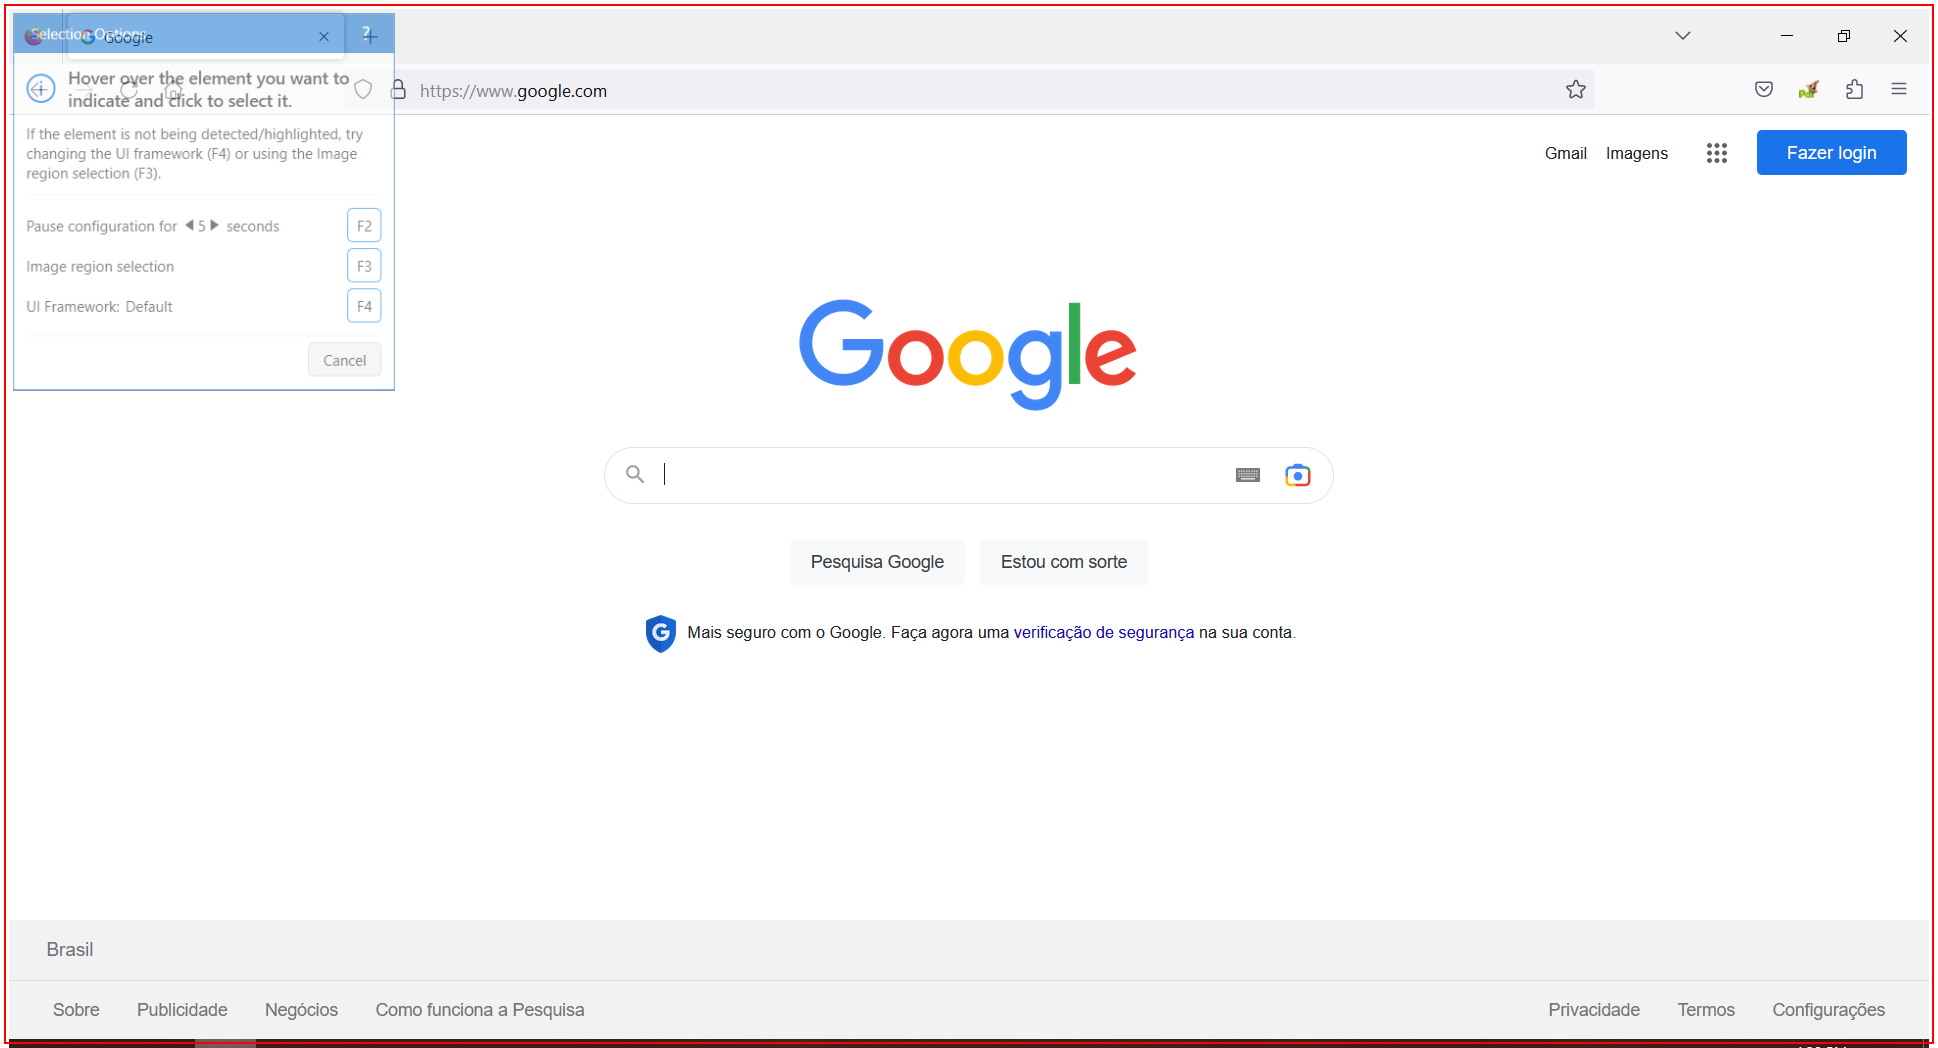 Selection Options
Google
?
Hover over the element you want to
indicate and click to select it.
https://www.google.com
If the element is not being detected/highlighted, try
changing the UI framework (F4) or using the Image
region selection (F3).
Gmail Imagens Fazer login
Pause configuration for 5 seconds F2
Image region selection F3
UI Framework: Default F4
Cancel
Google
Pesquisa Google Estou com sorte
G Mais seguro com o Google. Faça agora uma verificação de segurança na sua conta.
Brasil
Sobre Publicidade Negócios Como funciona a Pesquisa Privacidade Termos Configurações